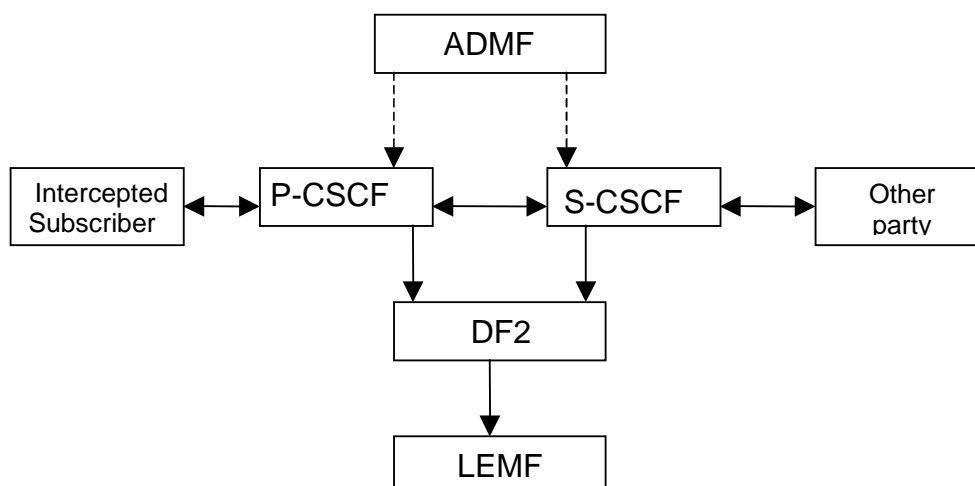 ADMF
Intercepted
Subscriber
P-CSCF
S-CSCF
Other
party
DF2
LEMF